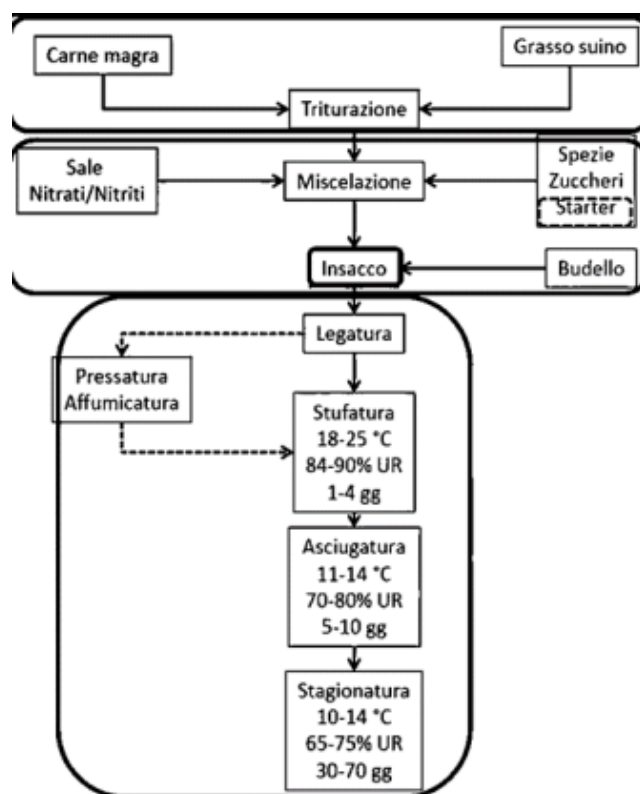 Carne magra
Grasso suino
Triturazione
Sale
Nitrati/Nitriti
Miscelazione
Spezie
Zuccheri
Starter
Insacco
Budello
Legatura
Pressatura
Affumicatura
Stufatura
18-25 °C
84-90% UR
1-4 gg
Asciugatura
11-14 °C
70-80% UR
5-10 gg
Stagionatura
10-14 °C
65-75% UR
30-70 gg